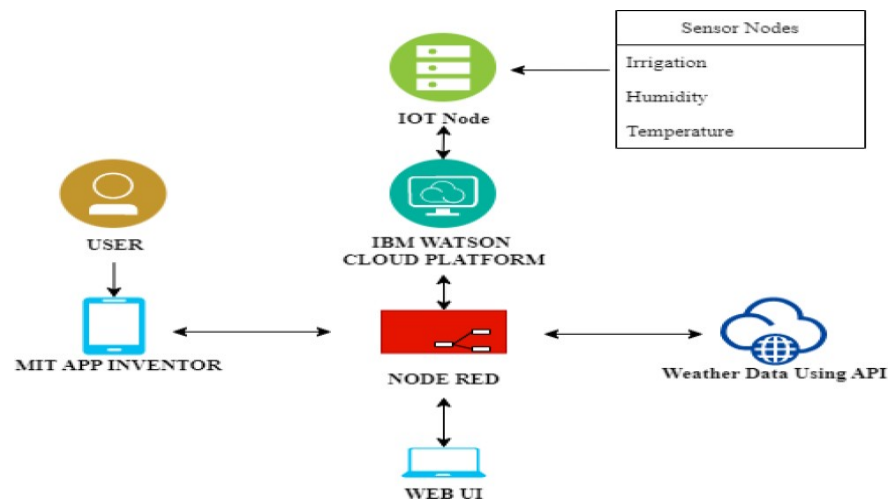 Sensor Nodes
Irrigation
Humidity
Temperature
IOT Node
USER
IBM WATSON
CLOUD PLATFORM
MIT APP INVENTOR
NODE RED
Weather Data Using API
WEB UI